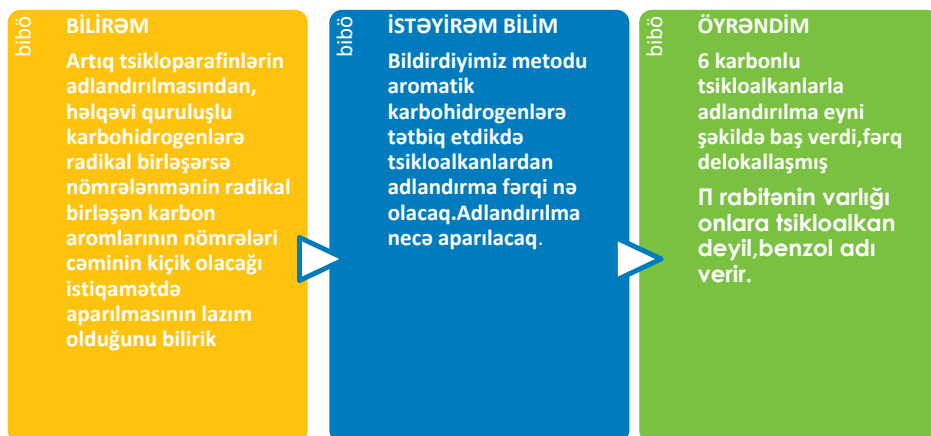 bibö
BİLİRƏM
Artıq tsikloparafinlərin
adlandırılmasından,
həlqəvi quruluşlu
karbohidrogenlərə
radikal birləşərsə
nömrələnmənin radikal
birləşən karbon
aromlarının nömrələri
cəminin kiçik olacağı
istiqamətdə
aparılmasının lazım
olduğunu bilirik
bibö
İSTƏYİRƏM BİLİM
Bildirdiyimiz metodu
aromatik
karbohidrogenlərə
tətbiq etdikdə
tsikloalkanlardan
adlandırma fərqi nə
olacaq.Adlandırılma
necə aparılacaq.
bibö
ÖYRƏNDİM
6 karbonlu
tsikloalkanlarla
adlandırılma eyni
şəkildə baş verdi,fərq
delokallaşmış
Π rabitənin varlığı
onlara tsikloalkan
deyil,benzol adı
verir.